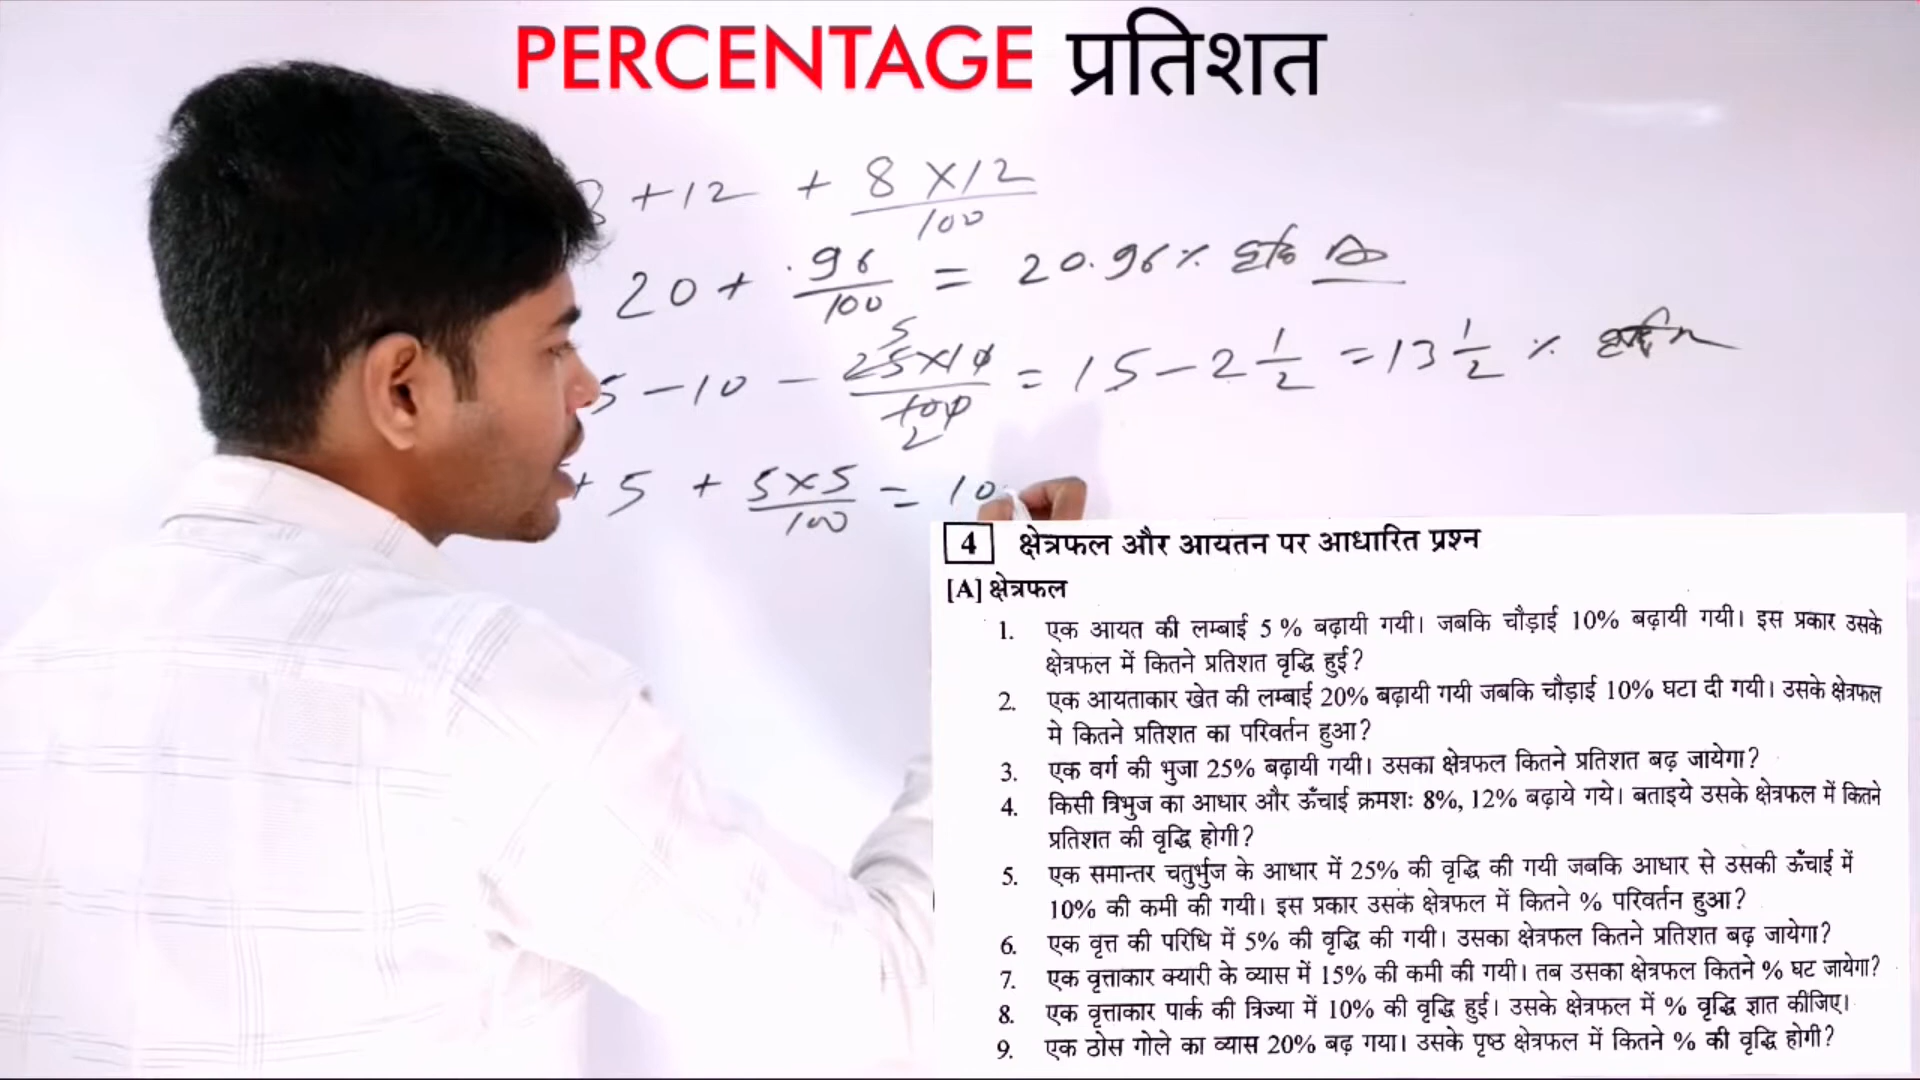 PERCENTAGE प्रतिशत
8 + 12 + 8 × 12 / 100
20 + .96 / 100 = 20.96 %
5 − 10 − 25 × 10 / 100 = 15 − 2 1/2 = 13 1/2 %
5
2
+ 5 + 5 × 5 / 100 = 10
4 क्षेत्रफल और आयतन पर आधारित प्रश्न
[A] क्षेत्रफल
1. एक आयत की लम्बाई 5 % बढ़ायी गयी। जबकि चौड़ाई 10% बढ़ायी गयी। इस प्रकार उसके
क्षेत्रफल में कितने प्रतिशत वृद्धि हुई?
2. एक आयताकार खेत की लम्बाई 20% बढ़ायी गयी जबकि चौड़ाई 10% घटा दी गयी। उसके क्षेत्रफल
मे कितने प्रतिशत का परिवर्तन हुआ?
3. एक वर्ग की भुजा 25% बढ़ायी गयी। उसका क्षेत्रफल कितने प्रतिशत बढ़ जायेगा?
4. किसी त्रिभुज का आधार और ऊँचाई क्रमशः 8%, 12% बढ़ाये गये। बताइये उसके क्षेत्रफल में कितने
प्रतिशत की वृद्धि होगी?
5. एक समान्तर चतुर्भुज के आधार में 25% की वृद्धि की गयी जबकि आधार से उसकी ऊँचाई में
10% की कमी की गयी। इस प्रकार उसके क्षेत्रफल में कितने % परिवर्तन हुआ?
6. एक वृत्त की परिधि में 5% की वृद्धि की गयी। उसका क्षेत्रफल कितने प्रतिशत बढ़ जायेगा?
7. एक वृत्ताकार क्यारी के व्यास में 15% की कमी की गयी। तब उसका क्षेत्रफल कितने % घट जायेगा?
8. एक वृत्ताकार पार्क की त्रिज्या में 10% की वृद्धि हुई। उसके क्षेत्रफल में % वृद्धि ज्ञात कीजिए।
9. एक ठोस गोले का व्यास 20% बढ़ गया। उसके पृष्ठ क्षेत्रफल में कितने % की वृद्धि होगी?